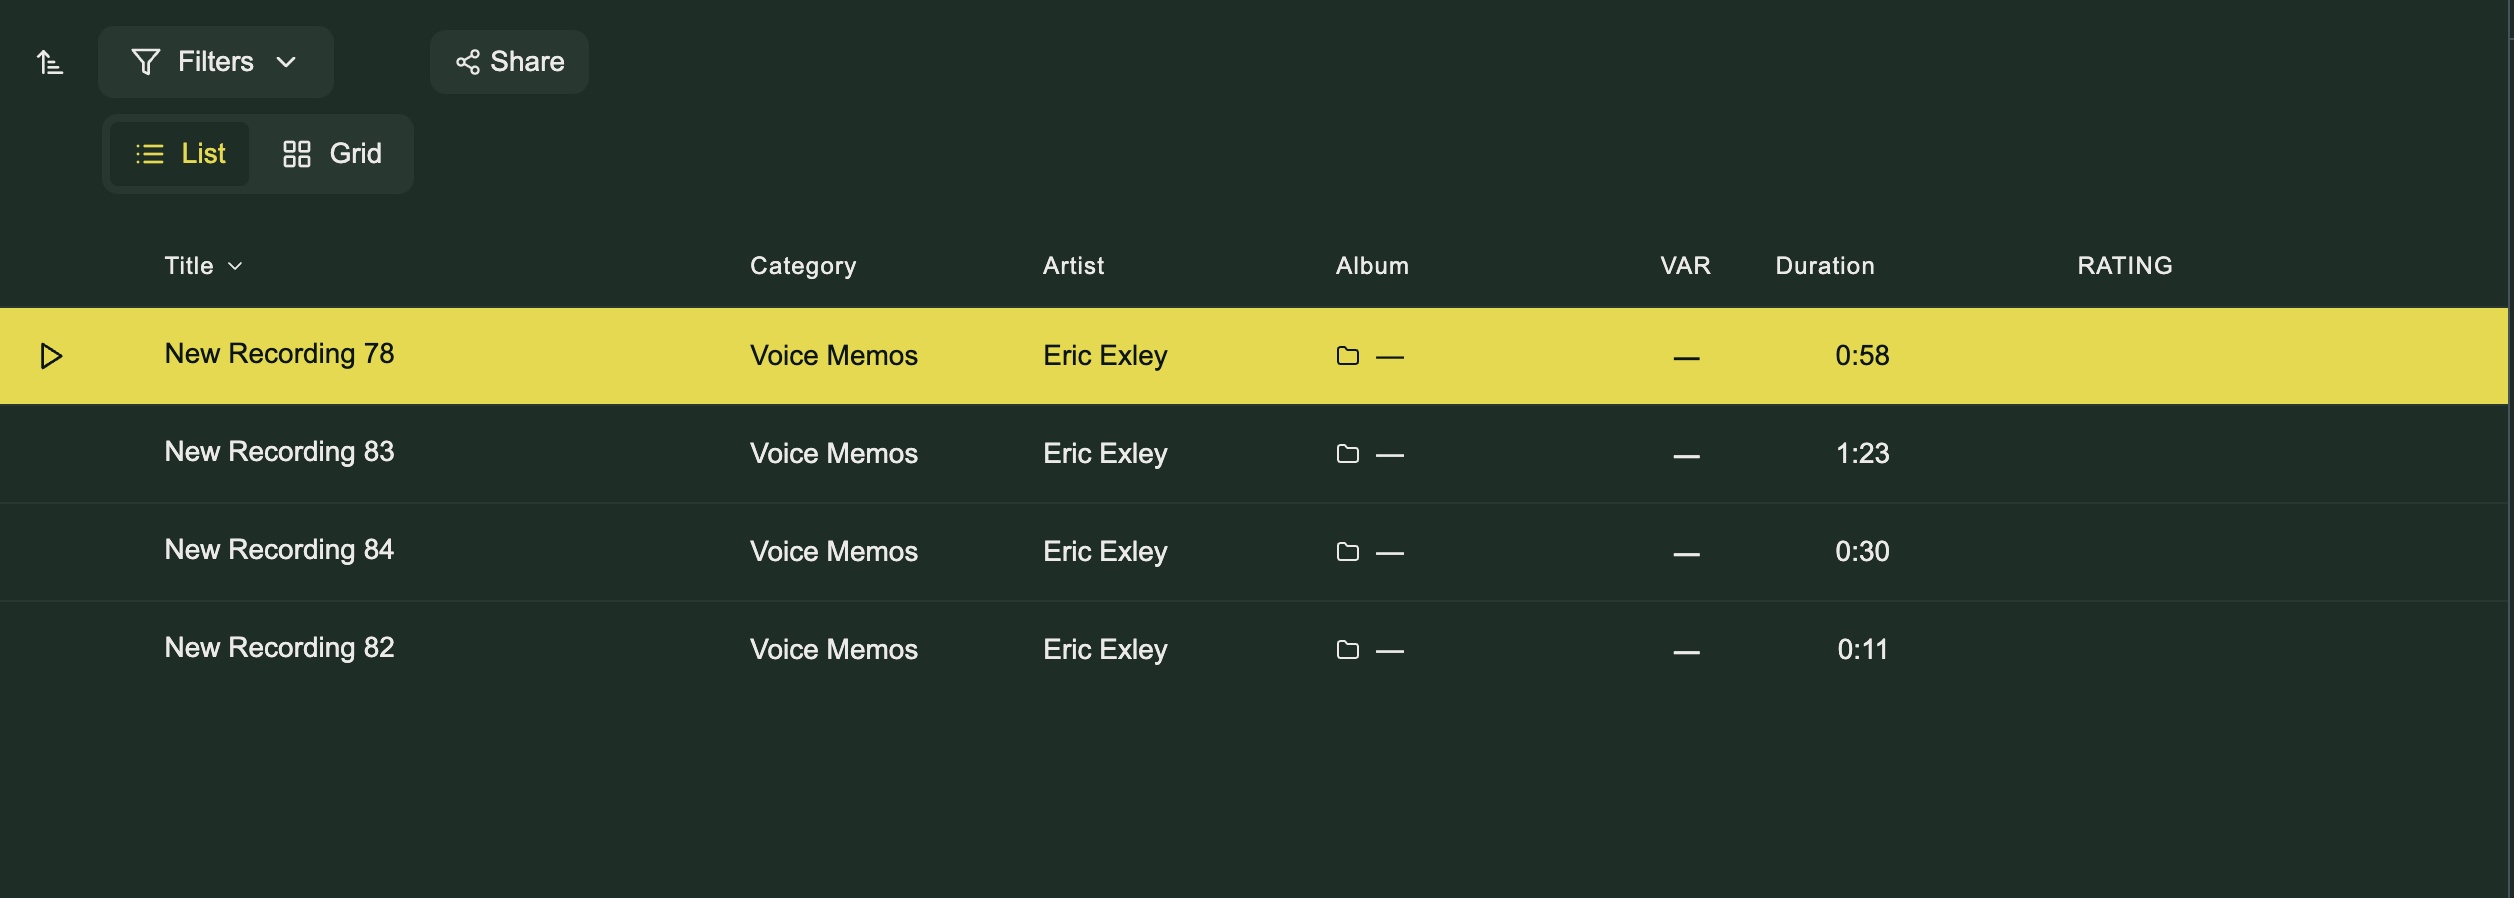 Filters Share
List Grid
Title Category Artist Album VAR Duration RATING
New Recording 78 Voice Memos Eric Exley — — 0:58
New Recording 83 Voice Memos Eric Exley — — 1:23
New Recording 84 Voice Memos Eric Exley — — 0:30
New Recording 82 Voice Memos Eric Exley — — 0:11